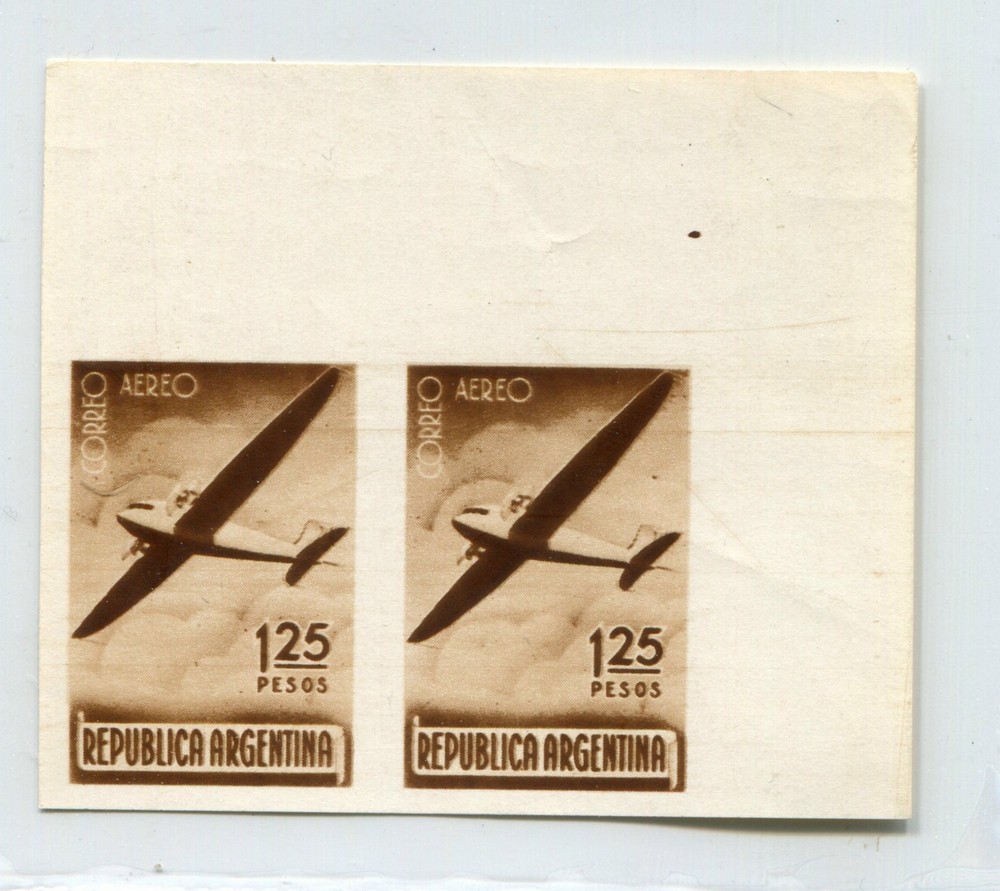 CORREO AEREO
1 25
PESOS
REPUBLICA ARGENTINA
CORREO AEREO
1 25
PESOS
REPUBLICA ARGENTINA